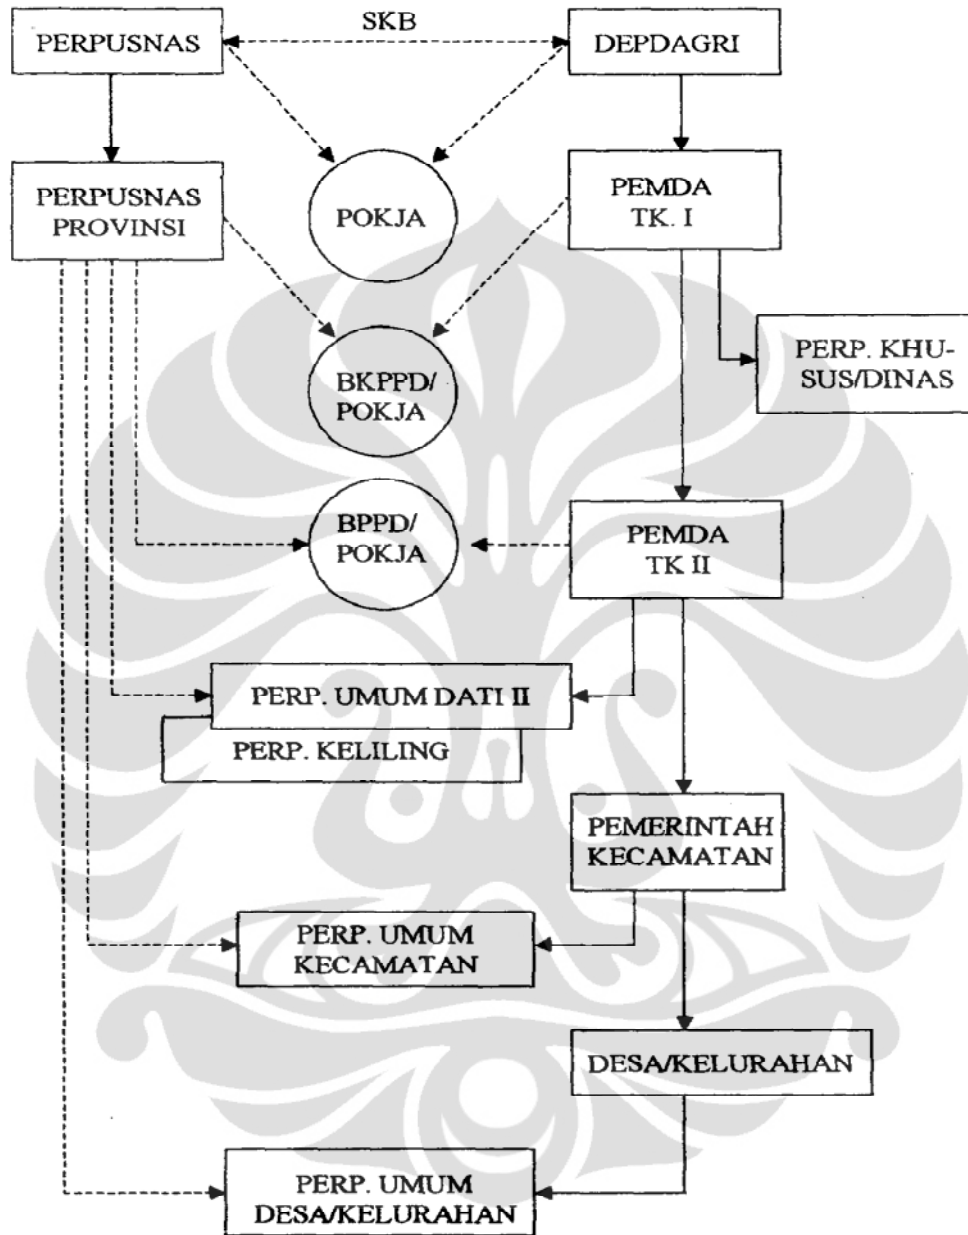 SKB
PERPUSNAS
DEPDAGRI
PERPUSNAS
PROVINSI
POKJA
PEMDA
TK. I
PERP. KHU-
SUS/DINAS
BKPPD/
POKJA
BPPD/
POKJA
PEMDA
TK II
PERP. UMUM DATI II
PERP. KELILING
PEMERINTAH
KECAMATAN
PERP. UMUM
KECAMATAN
DESA/KELURAHAN
PERP. UMUM
DESA/KELURAHAN